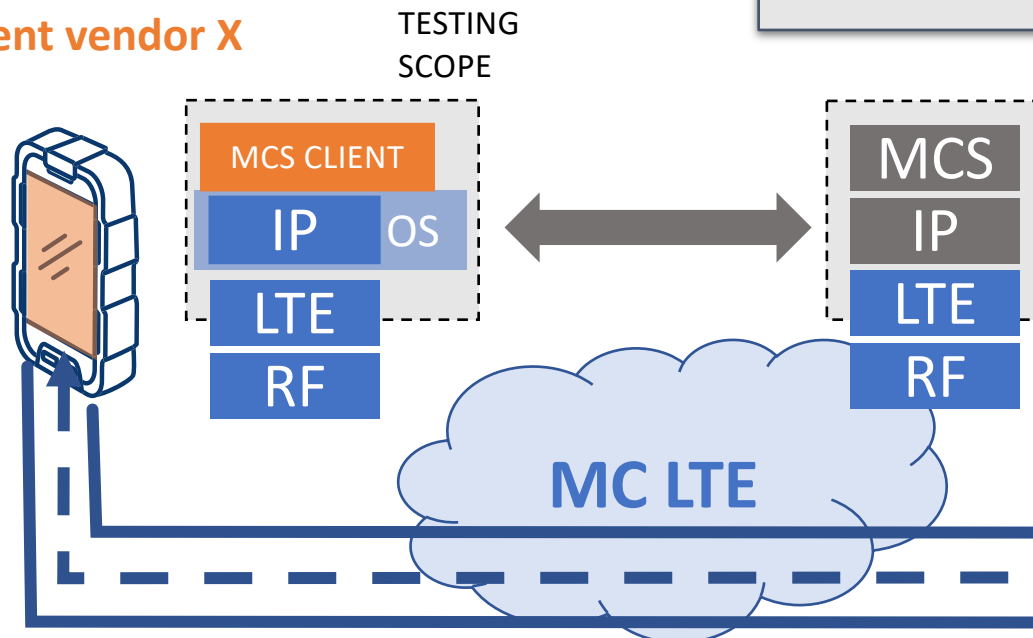 ent vendor X
TESTING
SCOPE
MCS CLIENT
IP
OS
LTE
RF
MCS
IP
LTE
RF
MC LTE